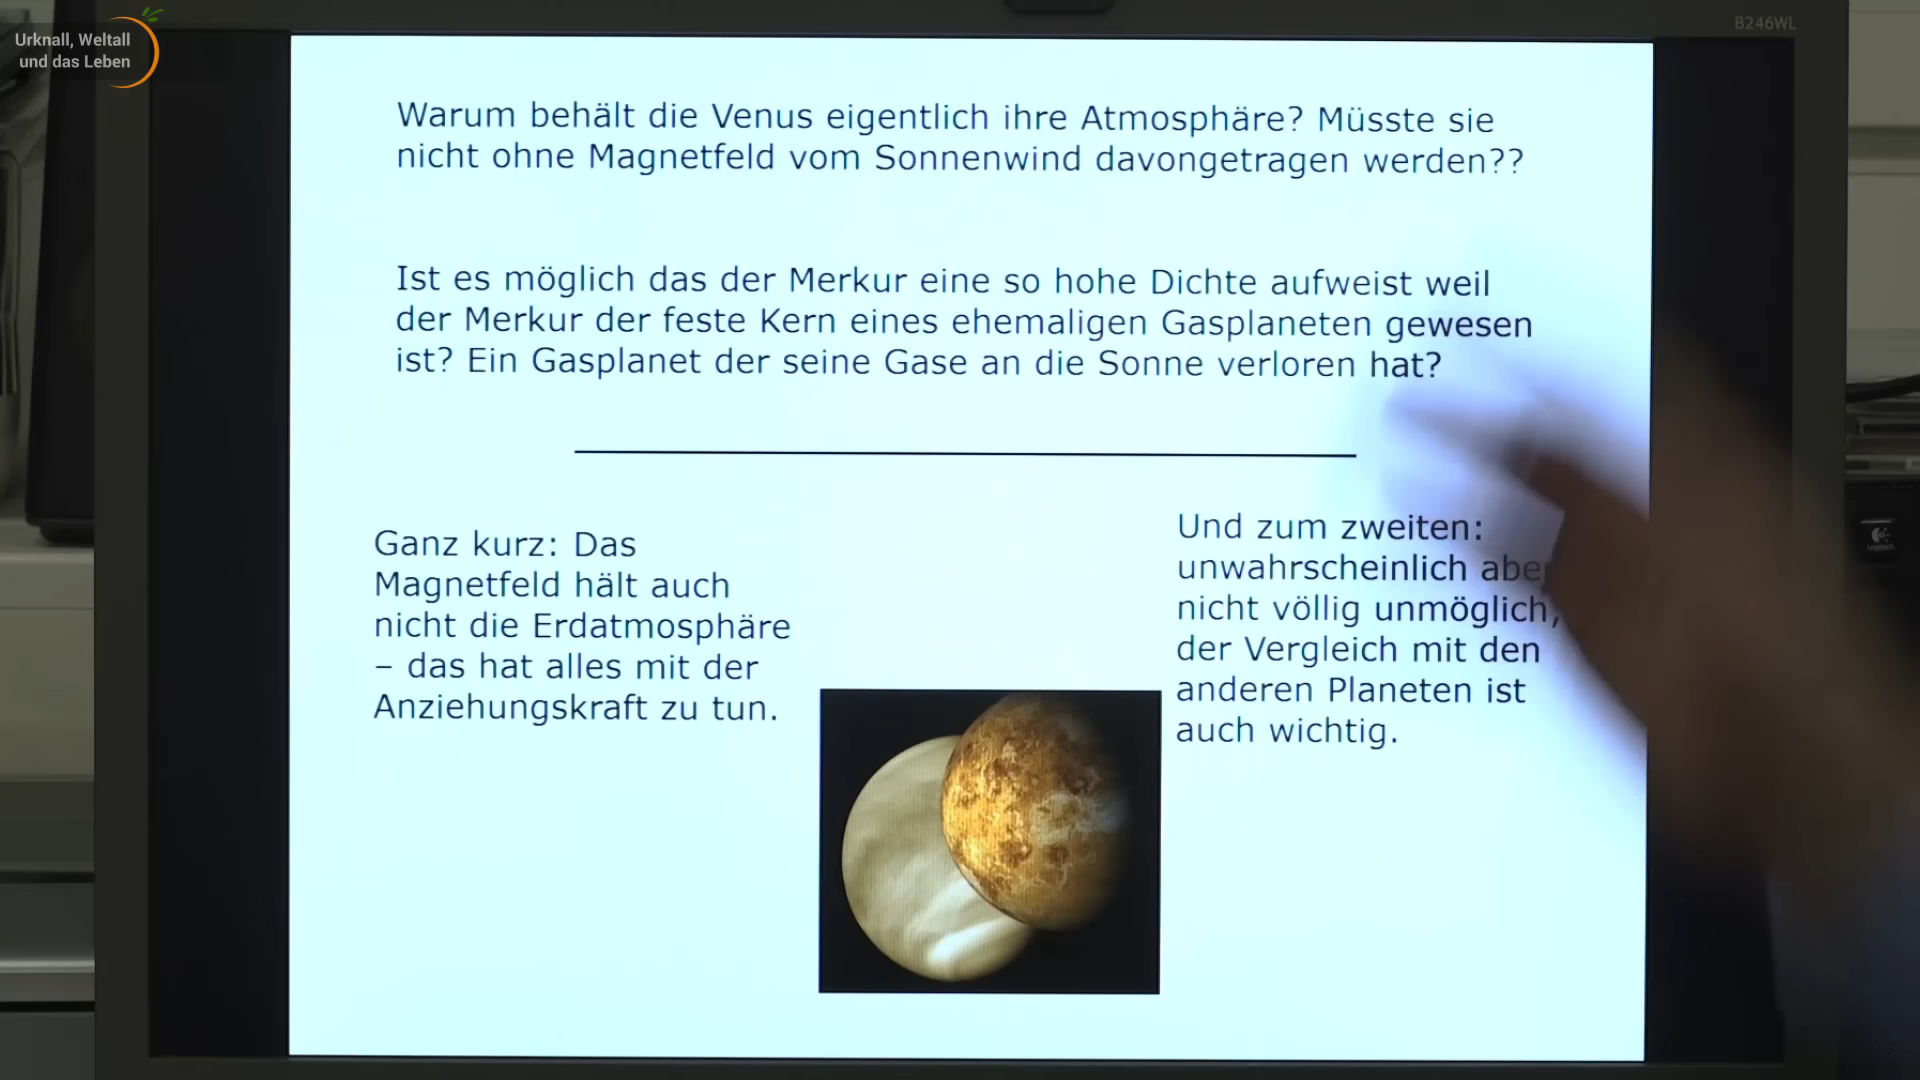 Urknall, Weltall
und das Leben
B246WL
Warum behält die Venus eigentlich ihre Atmosphäre? Müsste sie
nicht ohne Magnetfeld vom Sonnenwind davongetragen werden??
Ist es möglich das der Merkur eine so hohe Dichte aufweist weil
der Merkur der feste Kern eines ehemaligen Gasplaneten gewesen
ist? Ein Gasplanet der seine Gase an die Sonne verloren hat?
Ganz kurz: Das
Magnetfeld hält auch
nicht die Erdatmosphäre
– das hat alles mit der
Anziehungskraft zu tun.
Und zum zweiten:
unwahrscheinlich aber
nicht völlig unmöglich,
der Vergleich mit den
anderen Planeten ist
auch wichtig.
Logitech